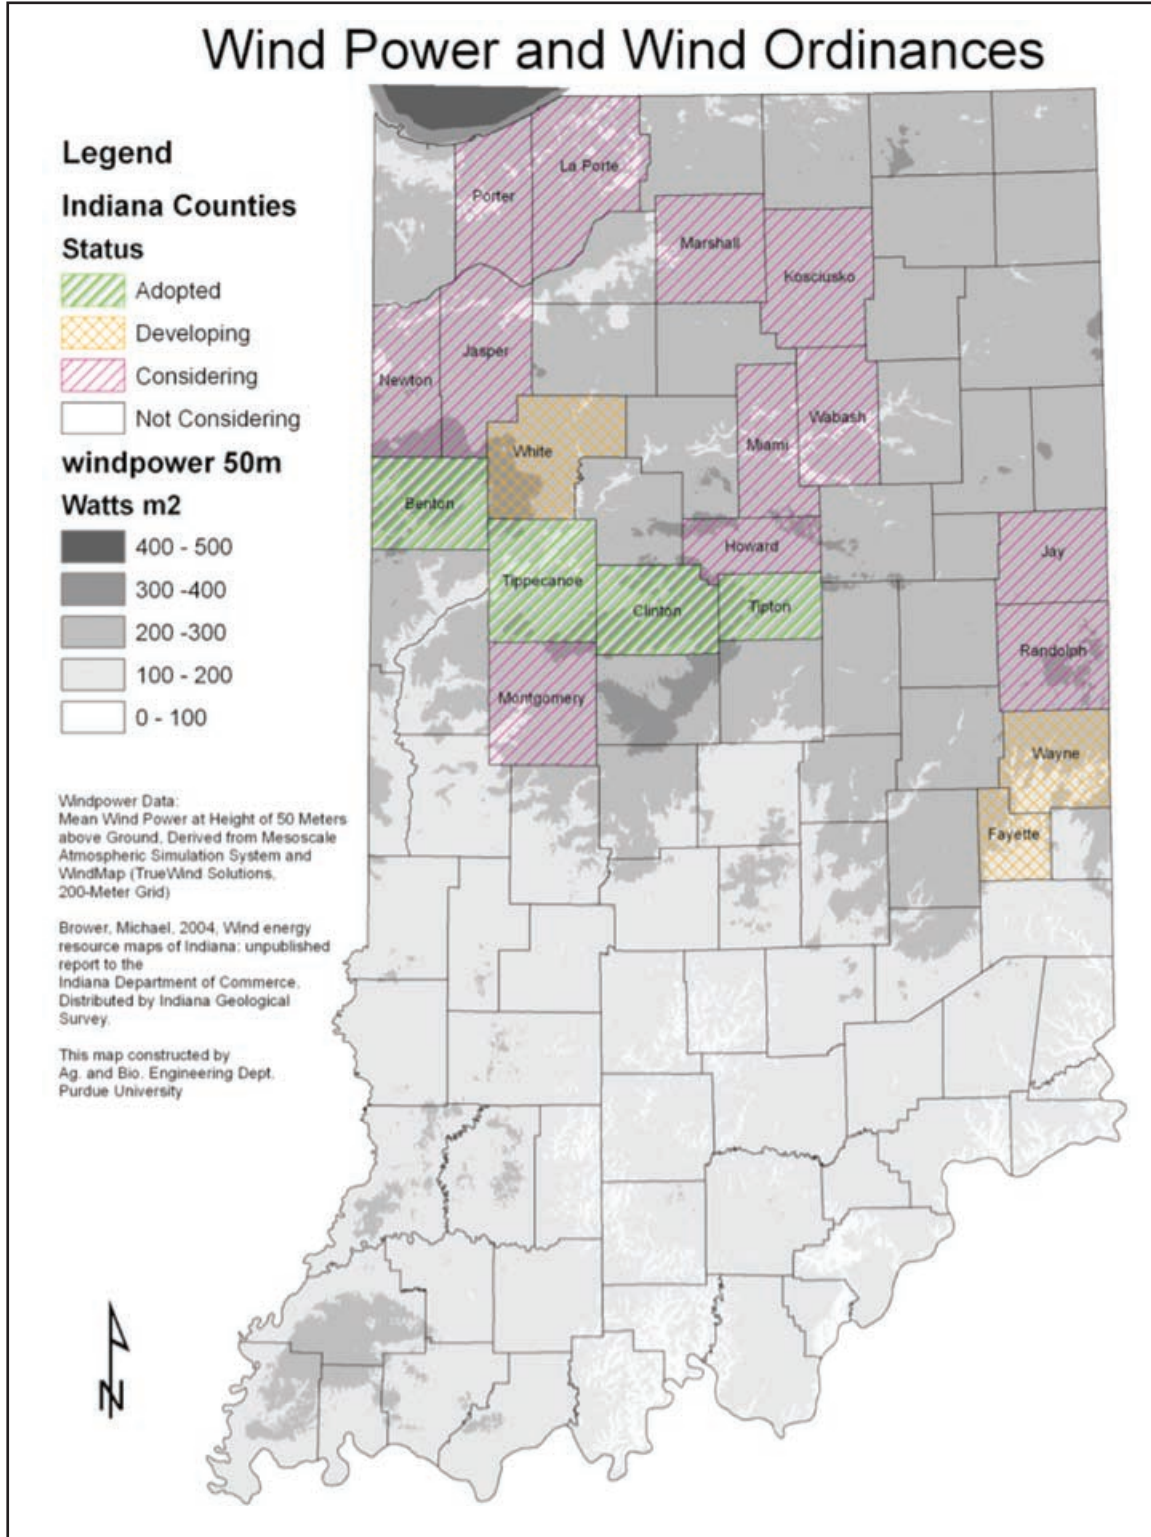 Wind Power and Wind Ordinances
Legend
Indiana Counties
Status
Adopted
Developing
Considering
Not Considering
windpower 50m
Watts m2
400 - 500
300 -400
200 -300
100 - 200
0 - 100
Windpower Data:
Mean Wind Power at Height of 50 Meters
above Ground, Derived from Mesoscale
Atmospheric Simulation System and
WindMap (TrueWind Solutions,
200-Meter Grid)
Brower, Michael, 2004, Wind energy
resource maps of Indiana: unpublished
report to the
Indiana Department of Commerce,
Distributed by Indiana Geological
Survey.
This map constructed by
Ag. and Bio. Engineering Dept.
Purdue University
N
La Porte
Porter
Marshall
Kosciusko
Jasper
Newton
Wabash
Miami
White
Benton
Howard
Jay
Tippecanoe
Clinton
Tipton
Randolph
Montgomery
Wayne
Fayette